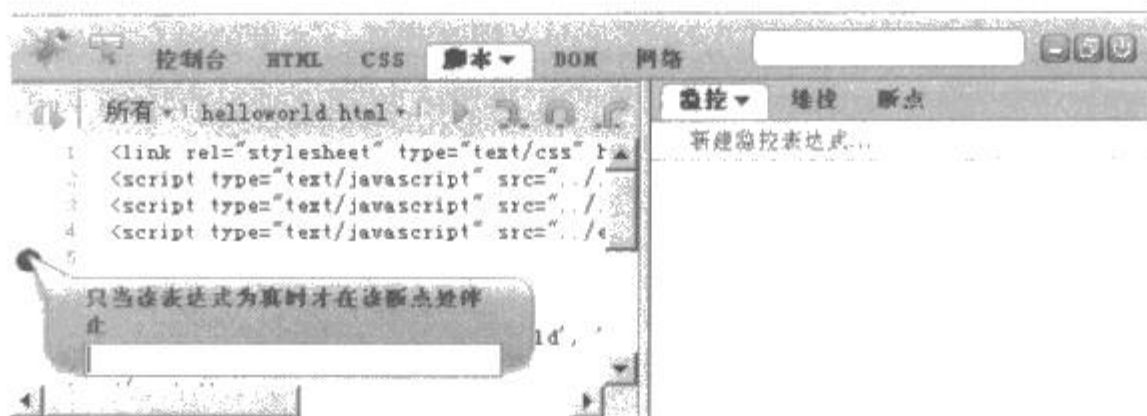 控制台 HTML CSS 脚本 DOM 网络
所有 helloworld.html
监控 堆栈 断点
新建监控表达式...
1 <link rel="stylesheet" type="text/css" h
2 <script type="text/javascript" src="../.
3 <script type="text/javascript" src="../.
4 <script type="text/javascript" src="../e
5
只当该表达式为真时才在该断点处停
止
ld', '